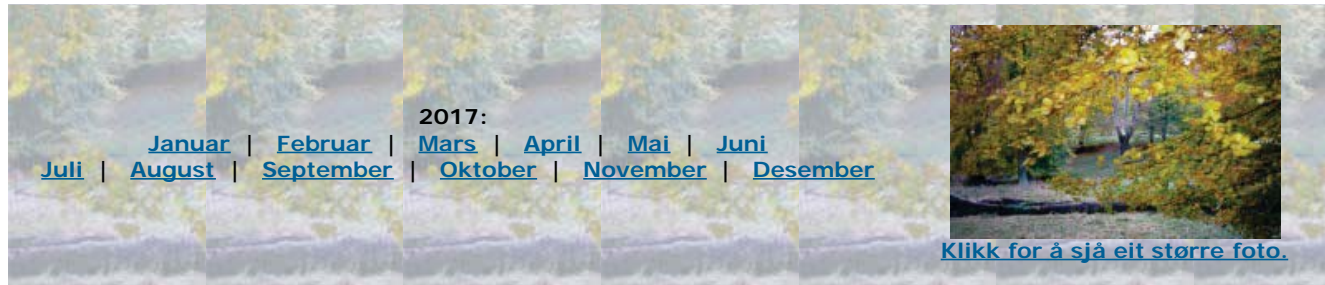 2017:
Januar | Februar | Mars | April | Mai | Juni
Juli | August | September | Oktober | November | Desember
Klikk for å sjå eit større foto.